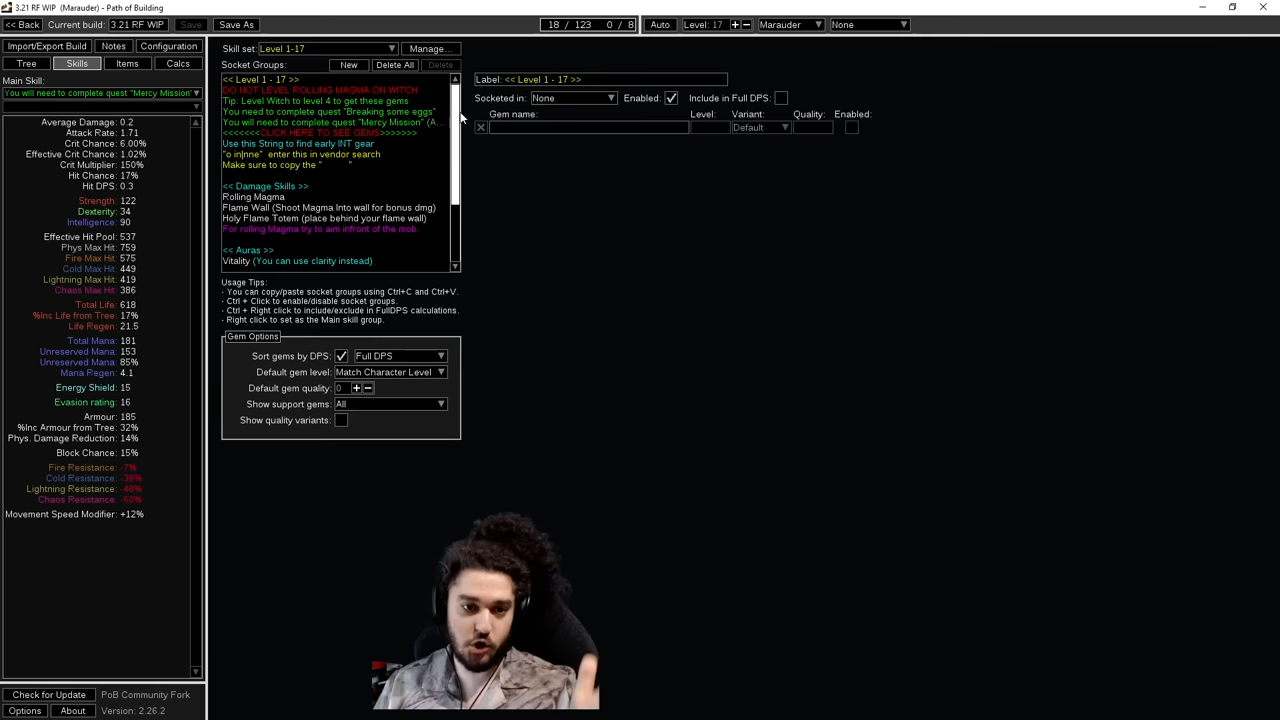 3.21 RF WIP (Marauder) - Path of Building
<< Back
Current build:
3.21 RF WIP
Save
Save As
18 / 123 0 / 8
Auto
Level: 17
Marauder
None
Import/Export Build
Notes
Configuration
Tree
Skills
Items
Calcs
Main Skill:
You will need to complete quest "Mercy Mission"
Average Damage: 0.2
Attack Rate: 1.71
Crit Chance: 6.00%
Effective Crit Chance: 1.02%
Crit Multiplier: 150%
Hit Chance: 17%
Hit DPS: 0.3
Strength: 122
Dexterity: 34
Intelligence: 90
Effective Hit Pool: 537
Phys Max Hit: 759
Fire Max Hit: 575
Cold Max Hit: 449
Lightning Max Hit: 419
Chaos Max Hit: 386
Total Life: 618
%Inc Life from Tree: 17%
Life Regen: 21.5
Total Mana: 181
Unreserved Mana: 153
Unreserved Mana: 85%
Mana Regen: 4.1
Energy Shield: 15
Evasion rating: 16
Armour: 185
%Inc Armour from Tree: 32%
Phys. Damage Reduction: 14%
Block Chance: 15%
Fire Resistance: -7%
Cold Resistance: -38%
Lightning Resistance: -48%
Chaos Resistance: -60%
Movement Speed Modifier: +12%
Check for Update
PoB Community Fork
Options
About
Version: 2.26.2
Skill set: Level 1-17
Manage...
Socket Groups:
New
Delete All
Delete
<< Level 1 - 17 >>
DO NOT LEVEL ROLLING MAGMA ON WITCH
Tip: Level Witch to level 4 to get these gems
You need to complete quest "Breaking some eggs"
You will need to complete quest "Mercy Mission" (A...
<<<<<<<CLICK HERE TO SEE GEMS>>>>>>>
Use this String to find early INT gear
"o in|nne" enter this in vendor search
Make sure to copy the " "
<< Damage Skills >>
Rolling Magma
Flame Wall (Shoot Magma Into wall for bonus dmg)
Holy Flame Totem (place behind your flame wall)
For rolling Magma try to aim infront of the mob.
<< Auras >>
Vitality (You can use clarity instead)
Usage Tips:
- You can copy/paste socket groups using Ctrl+C and Ctrl+V.
- Ctrl + Click to enable/disable socket groups.
- Ctrl + Right click to include/exclude in FullDPS calculations.
- Right click to set as the Main skill group.
Gem Options
Sort gems by DPS:
Full DPS
Default gem level: Match Character Level
Default gem quality: 0
Show support gems: All
Show quality variants:
Label: << Level 1 - 17 >>
Socketed in: None
Enabled:
Include in Full DPS:
Gem name:
Level:
Variant:
Quality:
Enabled:
Default